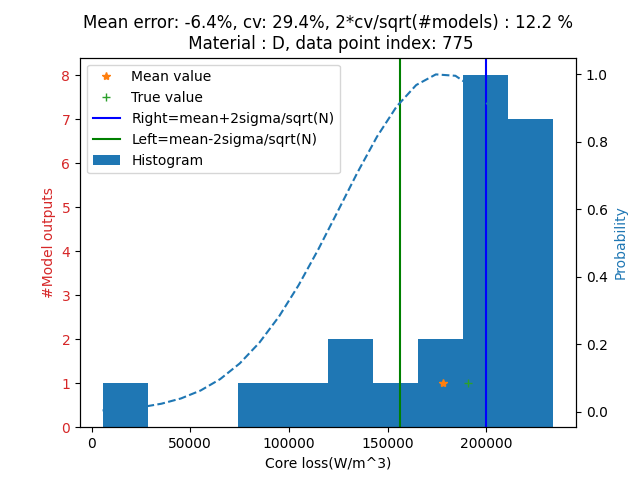 Mean error: -6.4%, cv: 29.4%, 2*cv/sqrt(#models) : 12.2 %
Material : D, data point index: 775
Mean value
True value
Right=mean+2sigma/sqrt(N)
Left=mean-2sigma/sqrt(N)
Histogram
8
7
6
5
4
3
2
1
0
#Model outputs
1.0
0.8
0.6
0.4
0.2
0.0
Probability
0 50000 100000 150000 200000
Core loss(W/m^3)